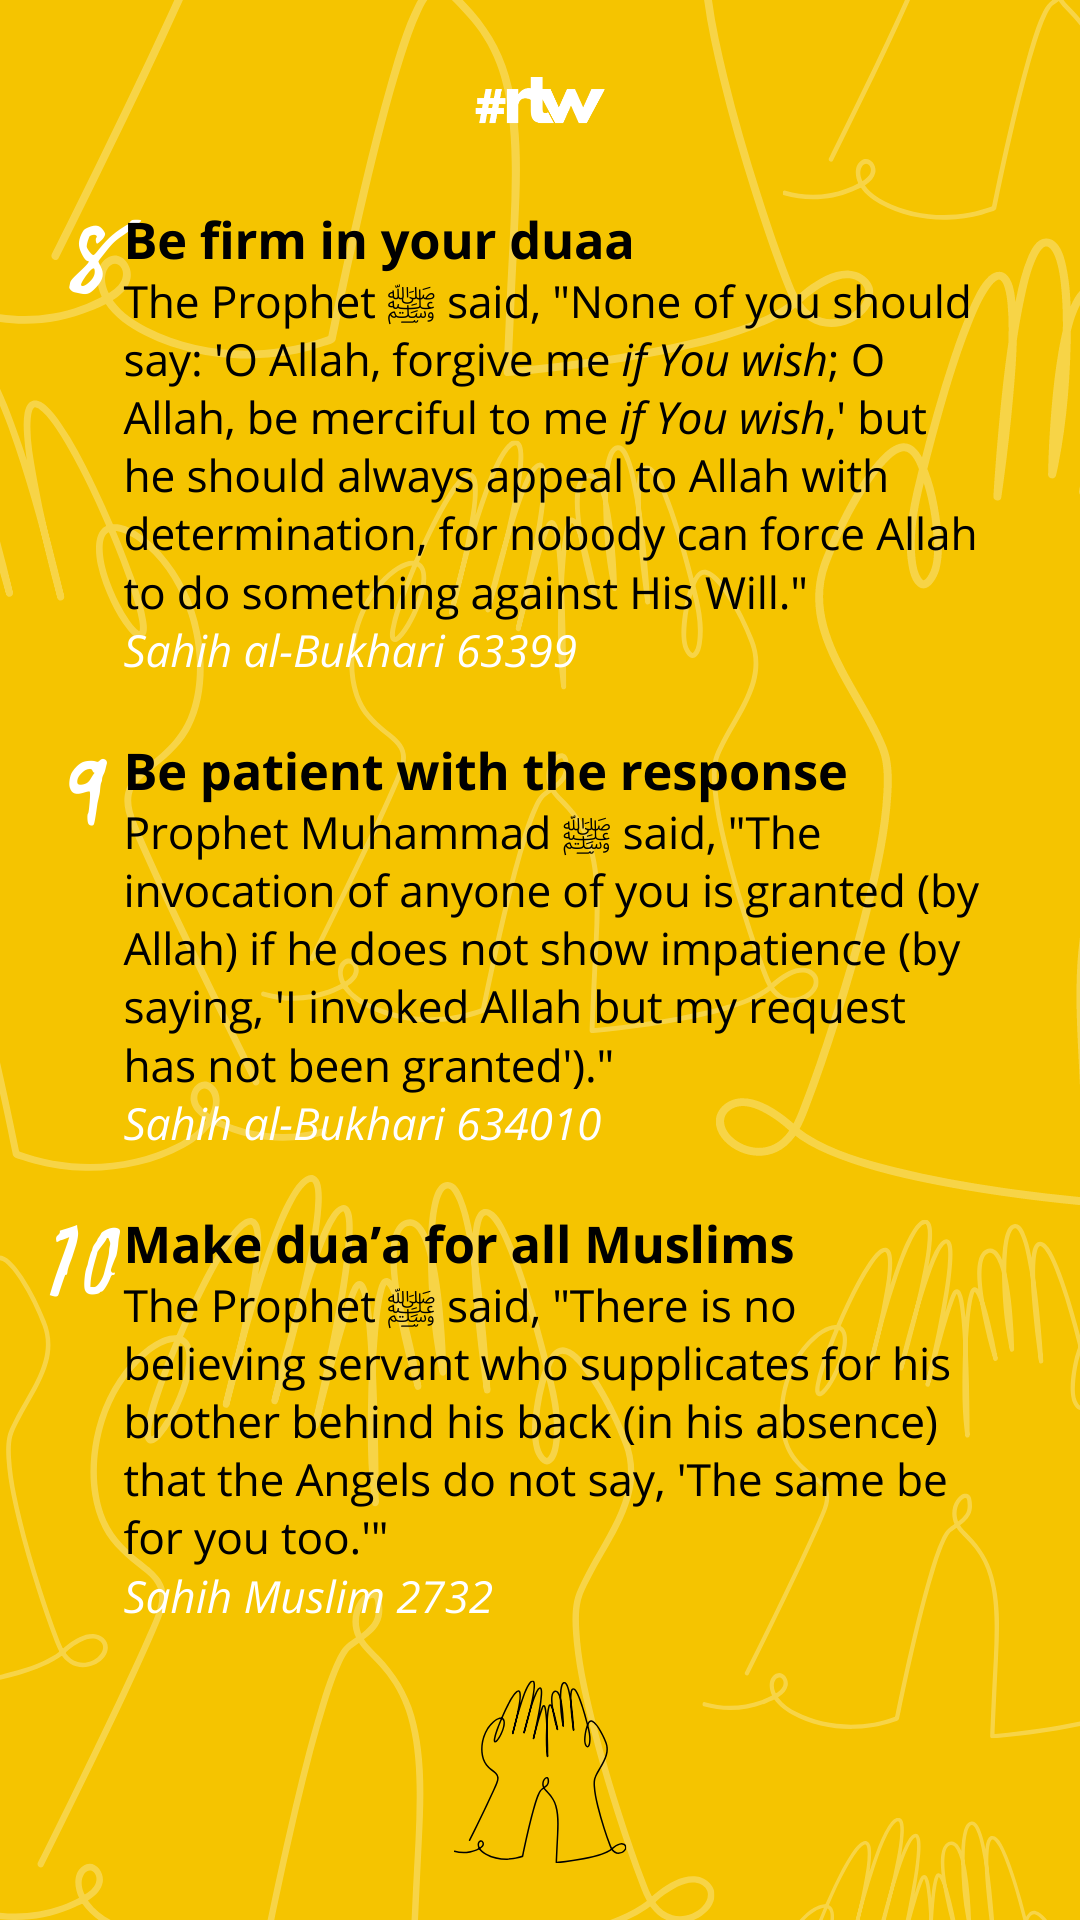 #rtw
8 Be firm in your duaa
The Prophet ﷺ said, "None of you should
say: 'O Allah, forgive me if You wish; O
Allah, be merciful to me if You wish,' but
he should always appeal to Allah with
determination, for nobody can force Allah
to do something against His Will."
Sahih al-Bukhari 63399
9 Be patient with the response
Prophet Muhammad ﷺ said, "The
invocation of anyone of you is granted (by
Allah) if he does not show impatience (by
saying, 'I invoked Allah but my request
has not been granted')."
Sahih al-Bukhari 634010
10 Make dua’a for all Muslims
The Prophet ﷺ said, "There is no
believing servant who supplicates for his
brother behind his back (in his absence)
that the Angels do not say, 'The same be
for you too.'"
Sahih Muslim 2732